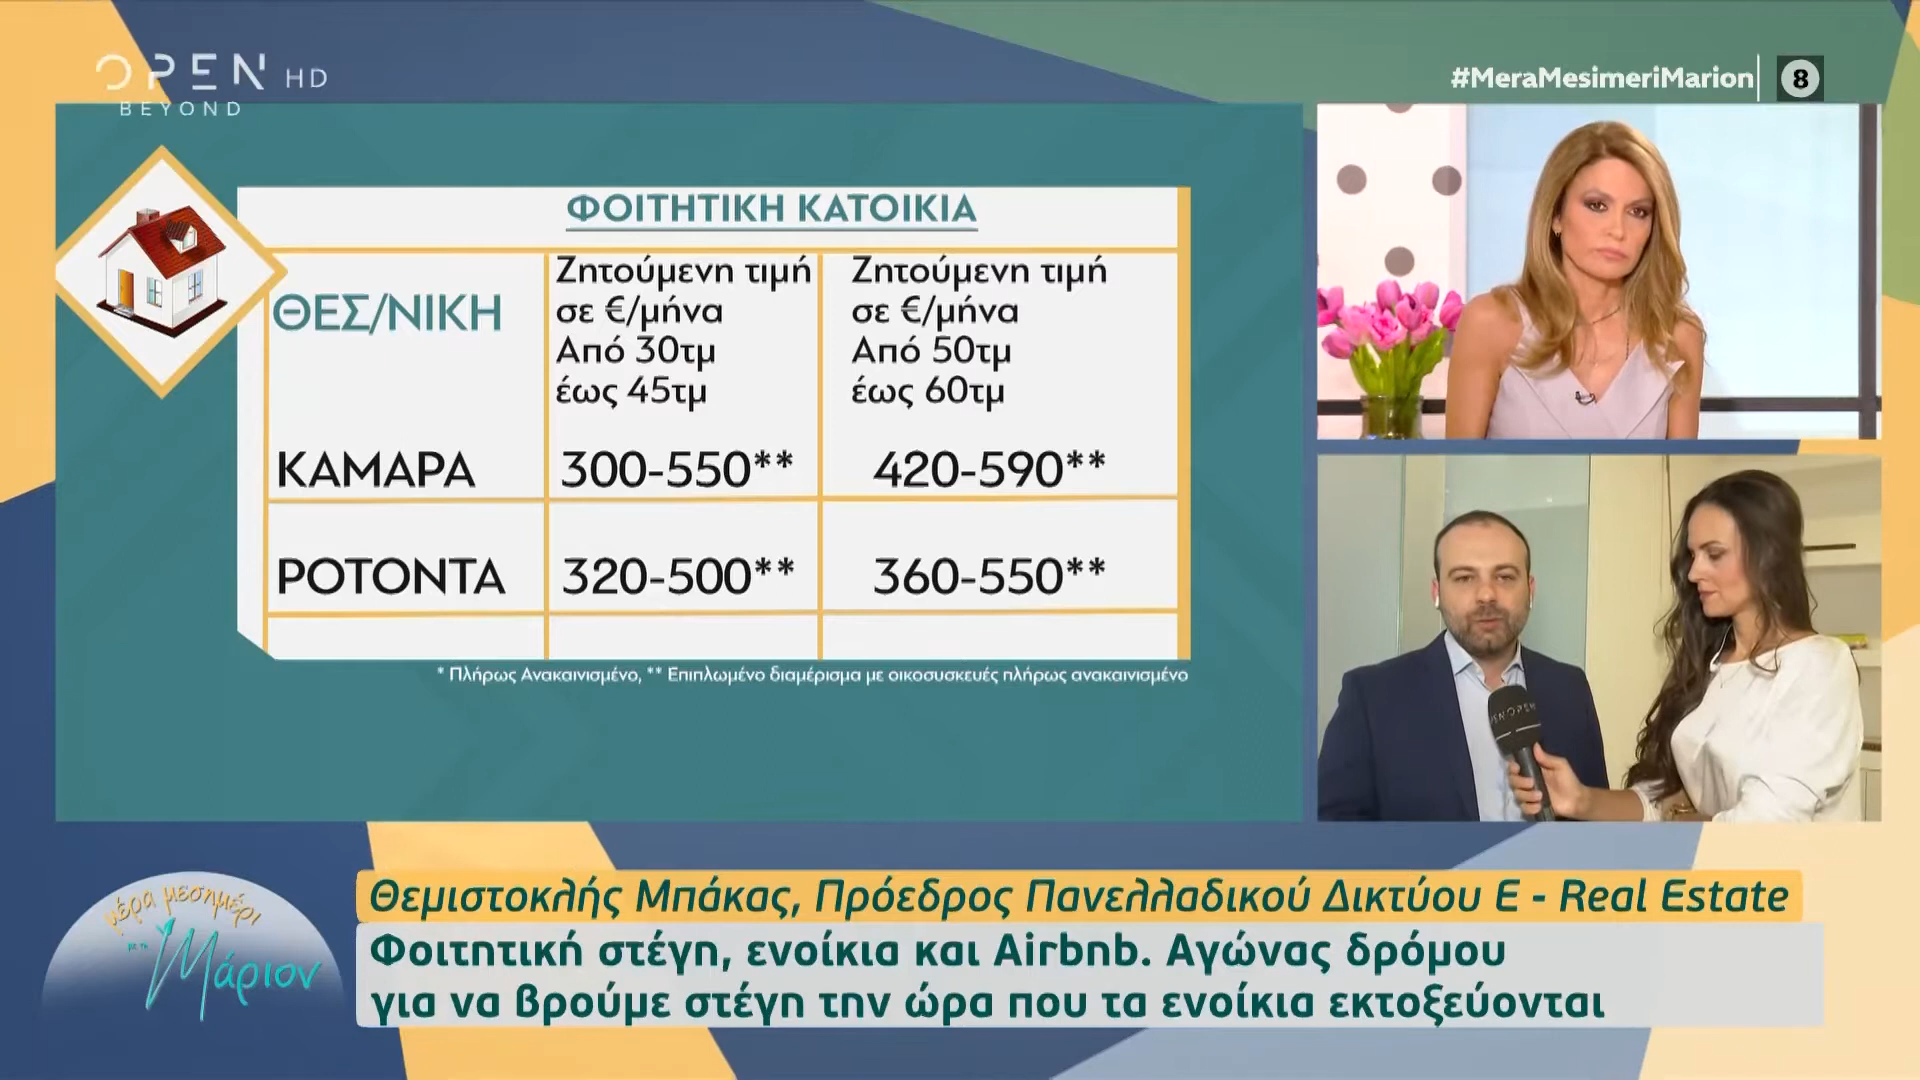 OPEN HD
BEYOND
#MeraMesimeriMarion
8
ΦΟΙΤΗΤΙΚΗ ΚΑΤΟΙΚΙΑ
ΘΕΣ/ΝΙΚΗ
Ζητούμενη τιμή
σε €/μήνα
Από 30τμ
έως 45τμ
Ζητούμενη τιμή
σε €/μήνα
Από 50τμ
έως 60τμ
ΚΑΜΑΡΑ 300-550** 420-590**
ΡΟΤΟΝΤΑ 320-500** 360-550**
* Πλήρως Ανακαινισμένο, ** Επιπλωμένο διαμέρισμα με οικοσυσκευές πλήρως ανακαινισμένο
OPEN
μέρα μεσημέρι
με τη
Μάριον
Θεμιστοκλής Μπάκας, Πρόεδρος Πανελλαδικού Δικτύου E - Real Estate
Φοιτητική στέγη, ενοίκια και Airbnb. Αγώνας δρόμου
για να βρούμε στέγη την ώρα που τα ενοίκια εκτοξεύονται